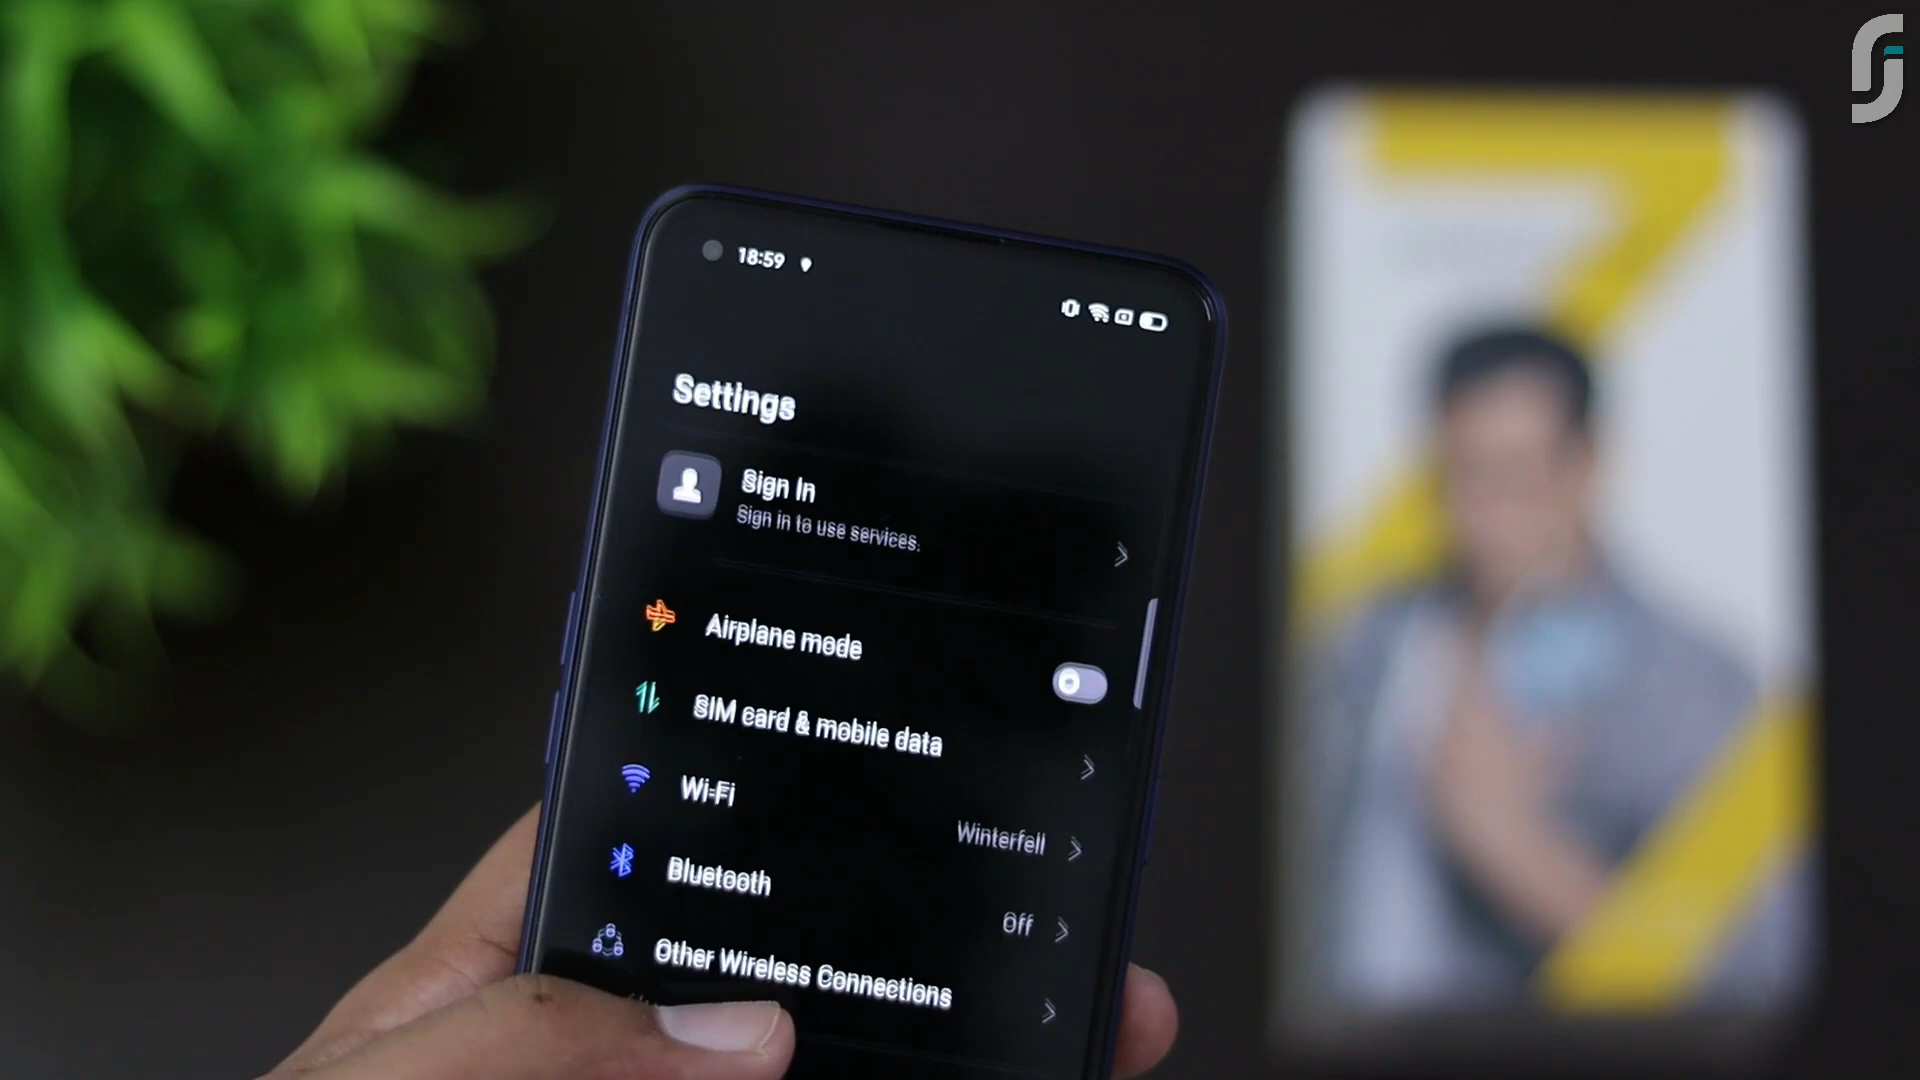 18:59
Settings
Sign In
Sign in to use services.
Airplane mode
SIM card & mobile data
Wi-Fi
Winterfell
Bluetooth
Off
Other Wireless Connections
7